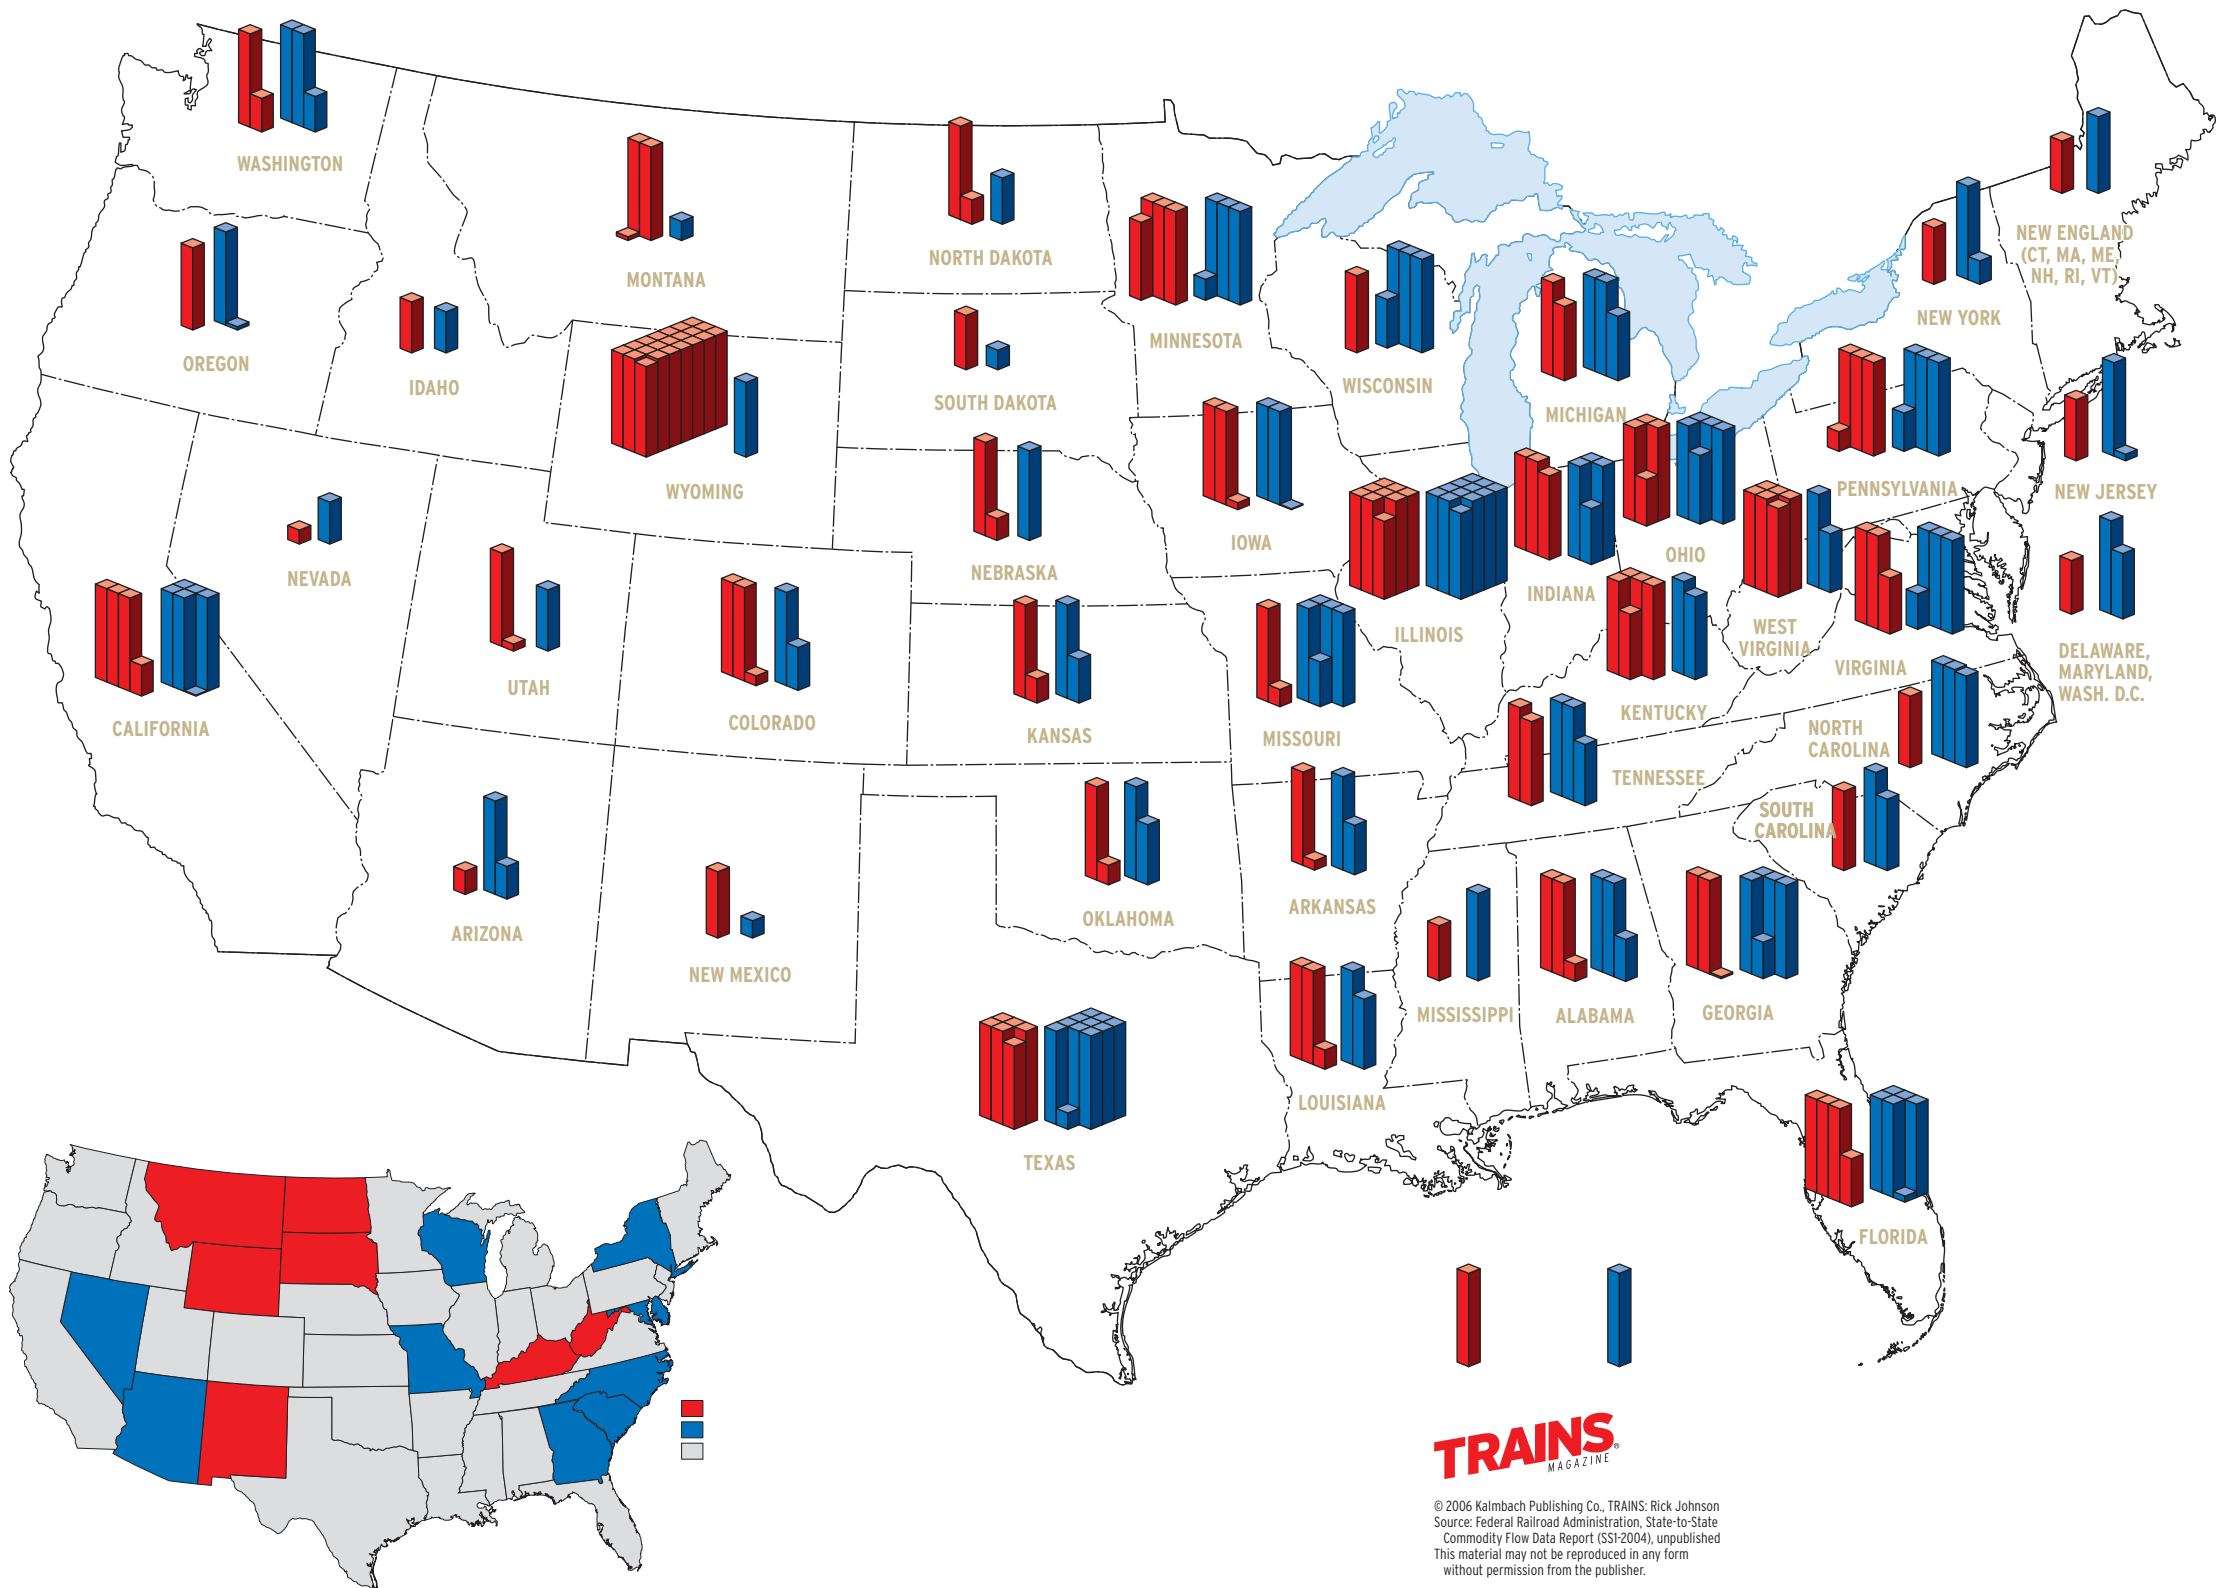 WASHINGTON
MONTANA
NORTH DAKOTA
NEW ENGLAND
(CT, MA, ME,
NH, RI, VT)
OREGON
IDAHO
MINNESOTA
NEW YORK
SOUTH DAKOTA
WISCONSIN
MICHIGAN
WYOMING
PENNSYLVANIA
NEW JERSEY
NEVADA
NEBRASKA
IOWA
OHIO
INDIANA
ILLINOIS
WEST
VIRGINIA
VIRGINIA
DELAWARE,
MARYLAND,
WASH. D.C.
UTAH
COLORADO
KANSAS
MISSOURI
KENTUCKY
CALIFORNIA
NORTH
CAROLINA
TENNESSEE
SOUTH
CAROLINA
ARIZONA
NEW MEXICO
OKLAHOMA
ARKANSAS
MISSISSIPPI
ALABAMA
GEORGIA
LOUISIANA
TEXAS
FLORIDA
TRAINS®
MAGAZINE
© 2006 Kalmbach Publishing Co., TRAINS: Rick Johnson
Source: Federal Railroad Administration, State-to-State
Commodity Flow Data Report (SS1-2004), unpublished
This material may not be reproduced in any form
without permission from the publisher.